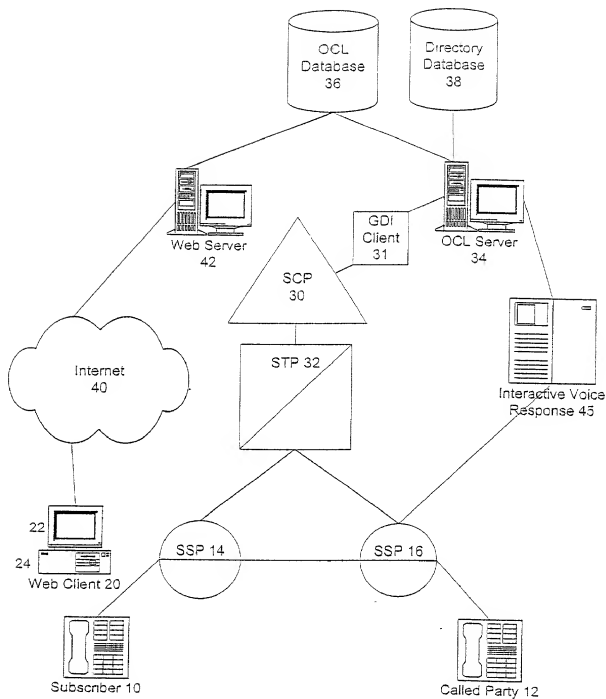 OCL
Database
36
Directory
Database
38
Web Server
42
GDI
Client
31
OCL Server
34
SCP
30
STP 32
Internet
40
Interactive Voice
Response 45
22
24
Web Client 20
SSP 14
SSP 16
Subscriber 10
Called Party 12